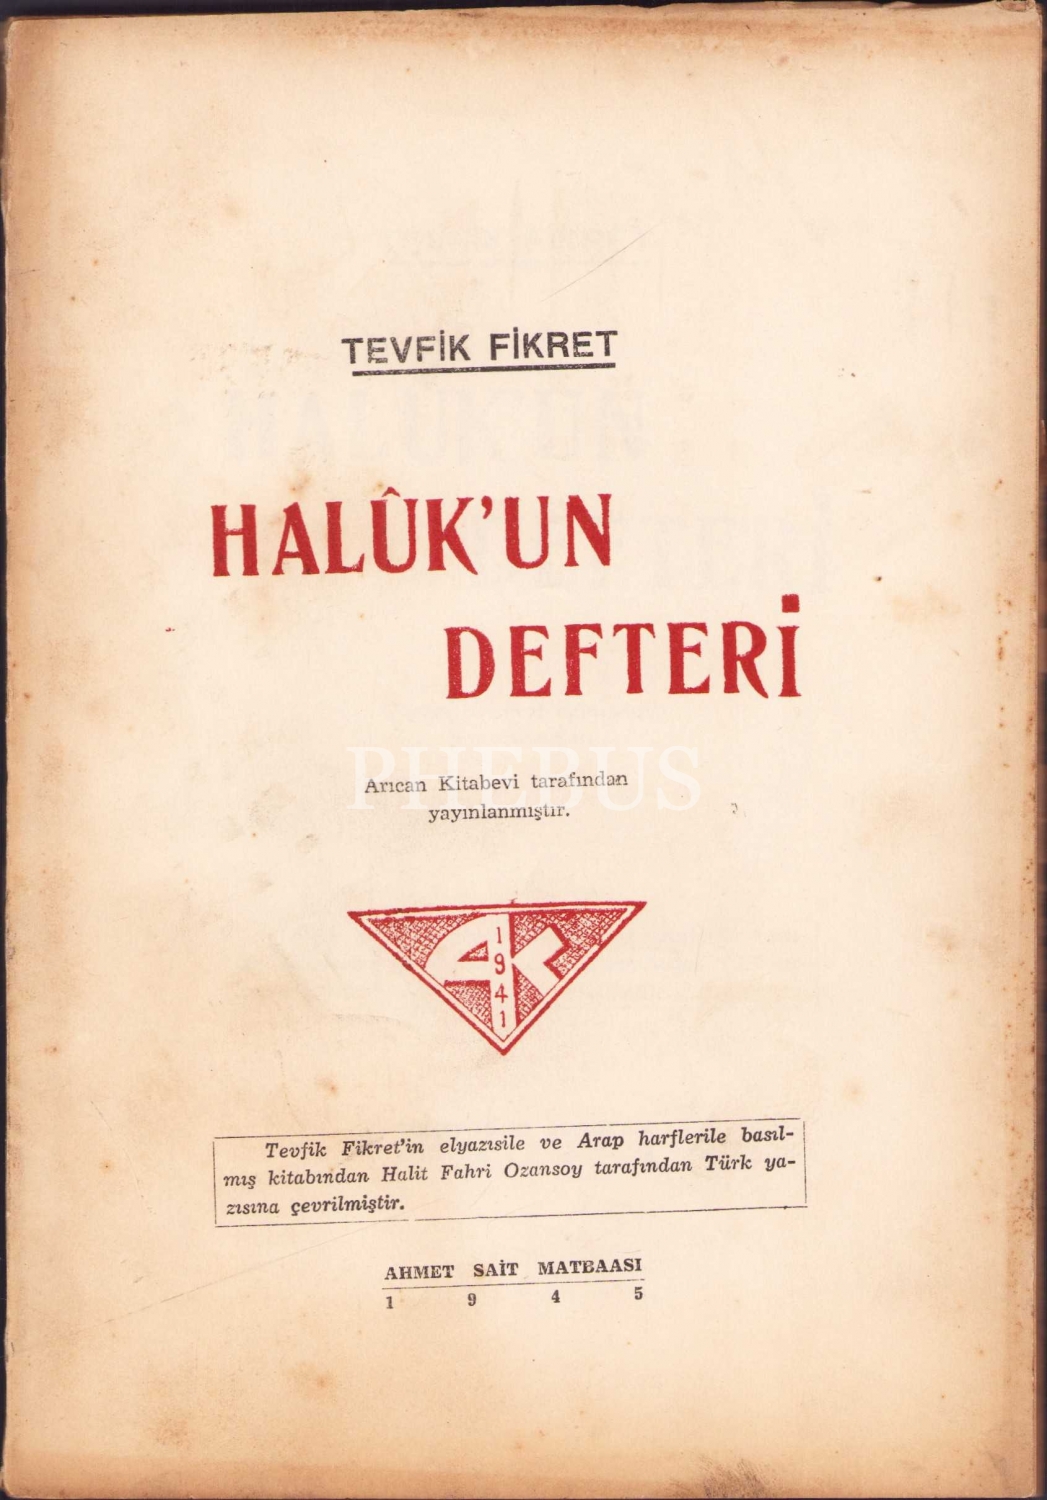 TEVFİK FİKRET
HALÛK'UN
DEFTERİ
PHEBUS
Arıcan Kitabevi tarafından
yayınlanmıştır.
AK
1941
Tevfik Fikret'in elyazısile ve Arap harflerile basıl-
mış kitabından Halit Fahri Ozansoy tarafından Türk ya-
zısına çevrilmiştir.
AHMET SAİT MATBAASI
1 9 4 5